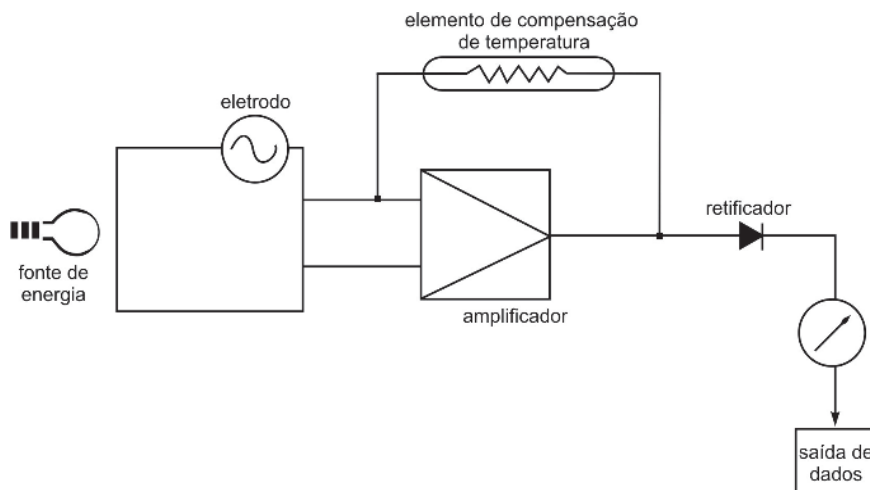 elemento de compensação
de temperatura
eletrodo
retificador
fonte de
energia
amplificador
saída de
dados